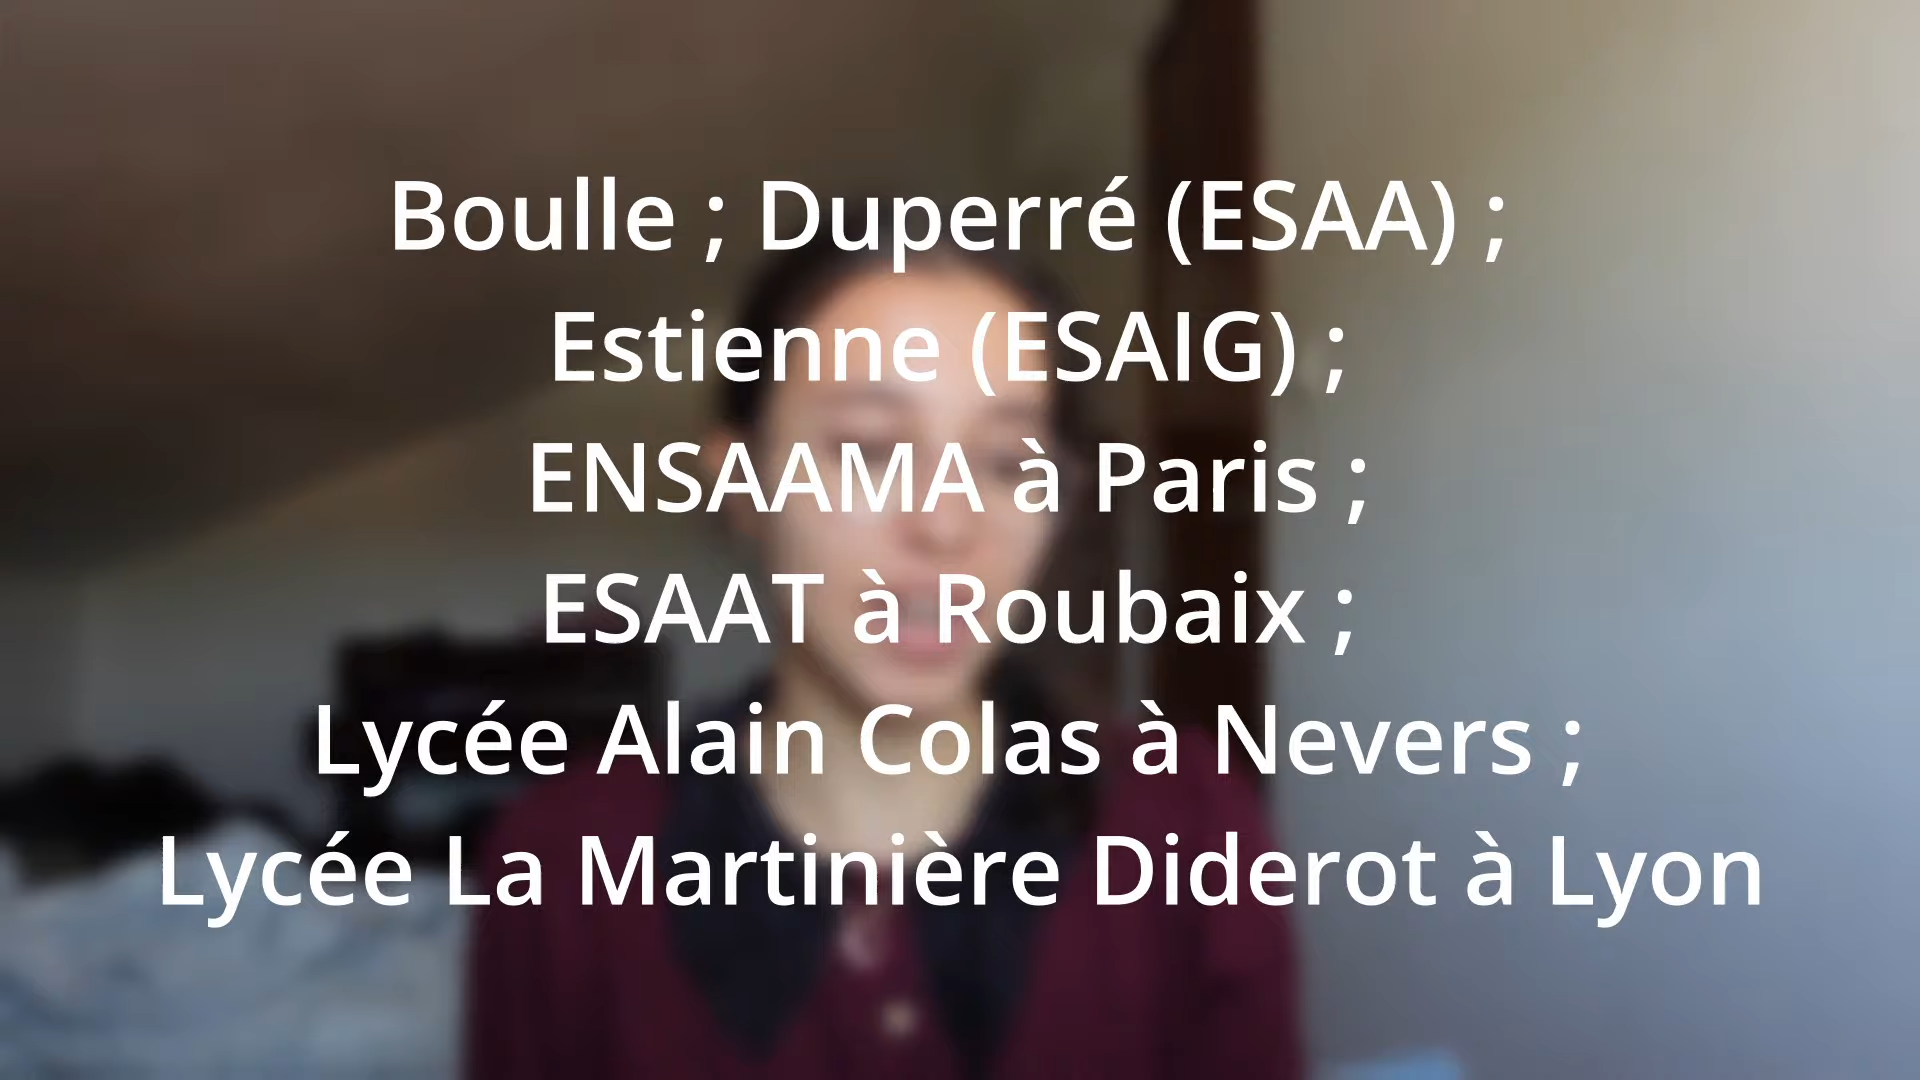 Boulle ; Duperré (ESAA) ;
Estienne (ESAIG) ;
ENSAAMA à Paris ;
ESAAT à Roubaix ;
Lycée Alain Colas à Nevers ;
Lycée La Martinière Diderot à Lyon